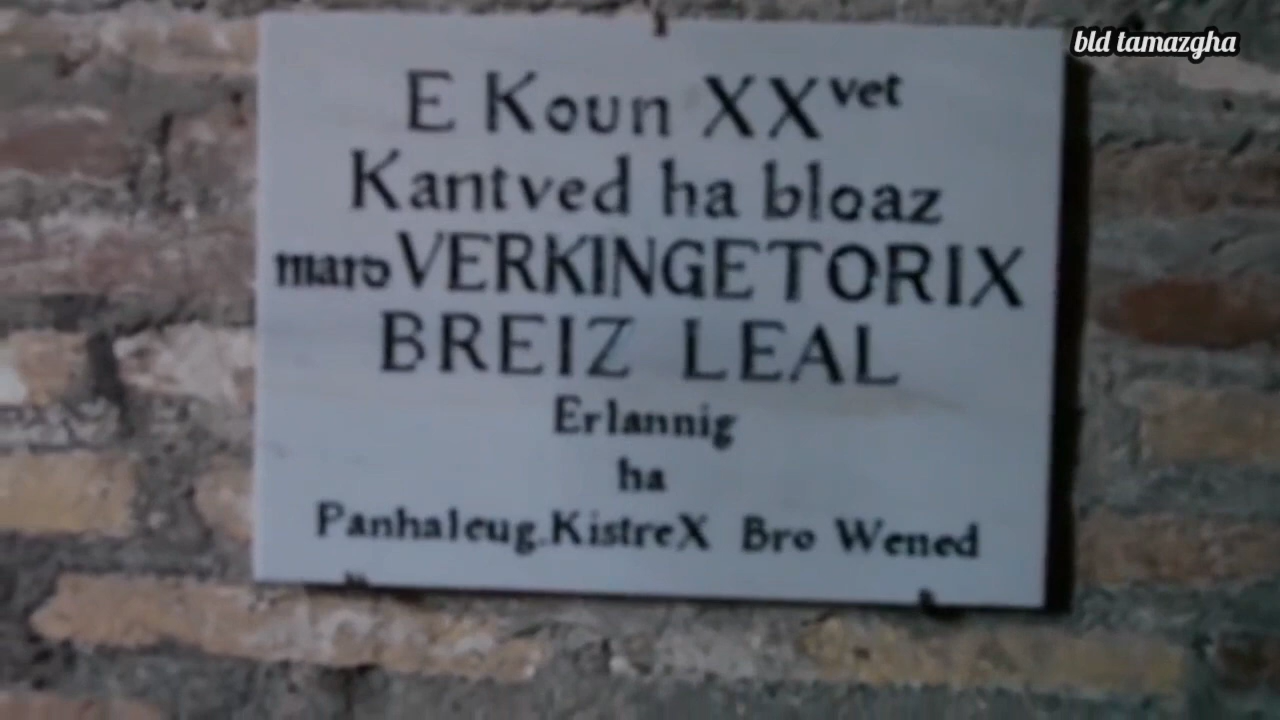 bld tamazgha
E Koun XXvet
Kantved ha bloaz
maro VERKINGETORIX
BREIZ LEAL
Erlannig
ha
Panhaleug.KistreX Bro Wened